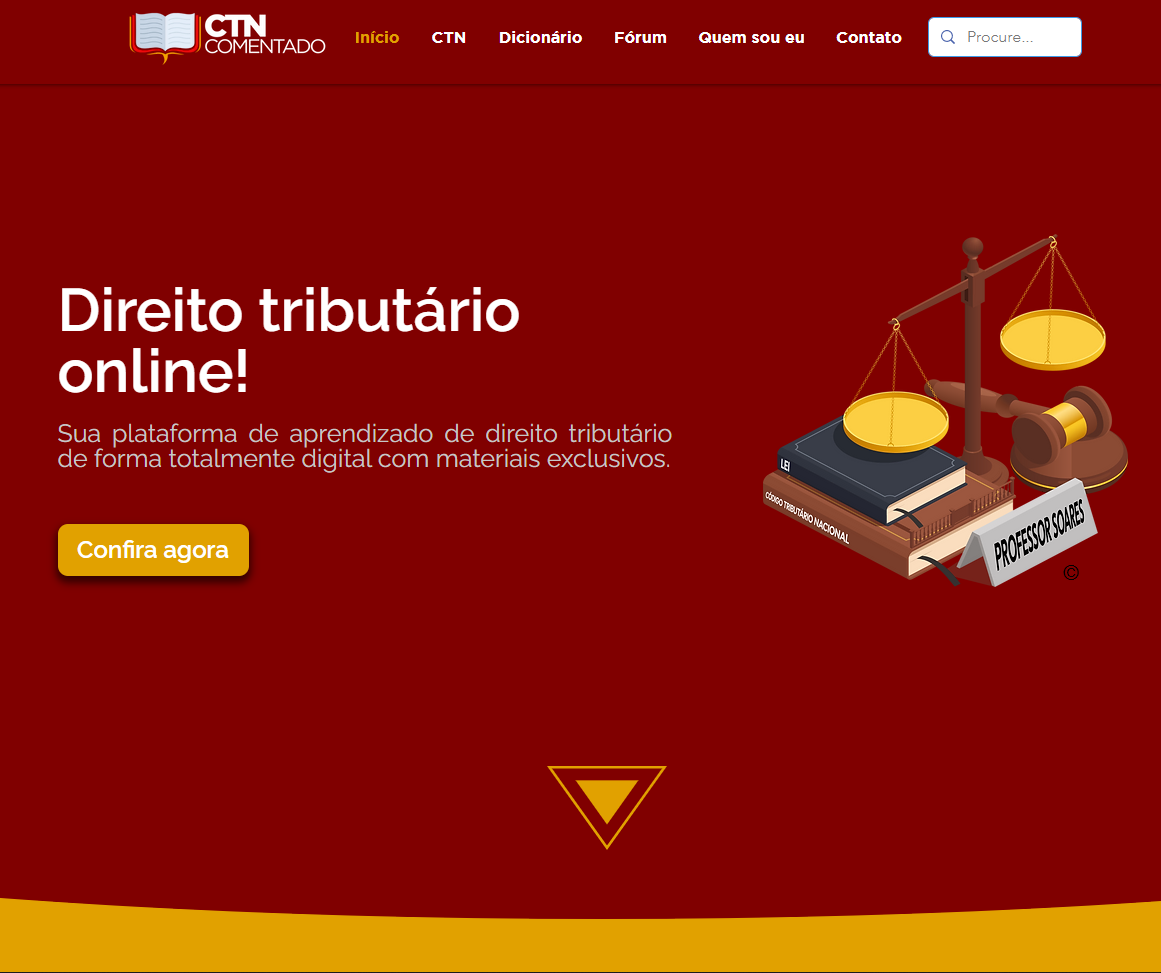 CTN
COMENTADO
Início CTN Dicionário Fórum Quem sou eu Contato Procure...
Direito tributário
online!
Sua plataforma de aprendizado de direito tributário
de forma totalmente digital com materiais exclusivos.
Confira agora
LEI
CÓDIGO TRIBUTÁRIO NACIONAL
PROFESSOR SOARES
©